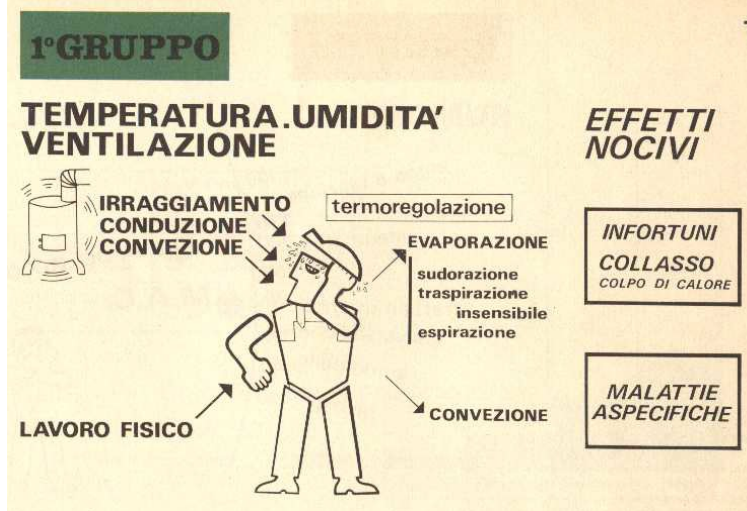 1º GRUPPO
TEMPERATURA.UMIDITA'
VENTILAZIONE
EFFETTI
NOCIVI
IRRAGGIAMENTO
CONDUZIONE
CONVEZIONE
termoregolazione
EVAPORAZIONE
sudorazione
traspirazione
insensibile
espirazione
CONVEZIONE
LAVORO FISICO
INFORTUNI
COLLASSO
COLPO DI CALORE
MALATTIE
ASPECIFICHE